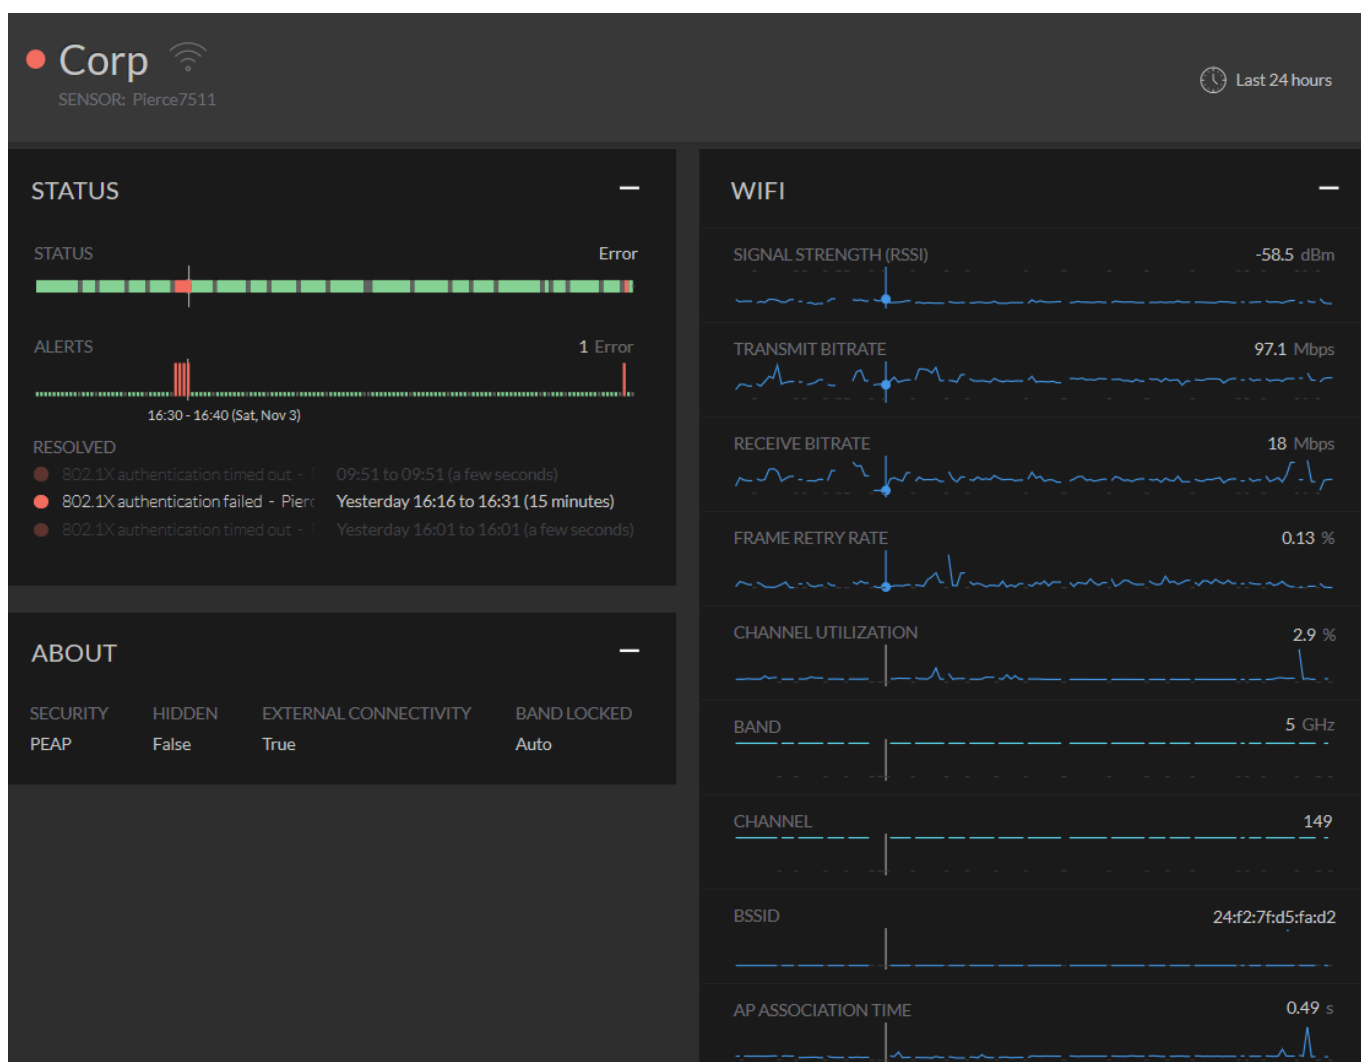 Corp
SENSOR: Pierce7511
Last 24 hours
STATUS
STATUS Error
ALERTS 1 Error
16:30 - 16:40 (Sat, Nov 3)
RESOLVED
802.1X authentication timed out - 09:51 to 09:51 (a few seconds)
802.1X authentication failed - Pierc Yesterday 16:16 to 16:31 (15 minutes)
802.1X authentication timed out - Yesterday 16:01 to 16:01 (a few seconds)
ABOUT
SECURITY HIDDEN EXTERNAL CONNECTIVITY BAND LOCKED
PEAP False True Auto
WIFI
SIGNAL STRENGTH (RSSI) -58.5 dBm
TRANSMIT BITRATE 97.1 Mbps
RECEIVE BITRATE 18 Mbps
FRAME RETRY RATE 0.13 %
CHANNEL UTILIZATION 2.9 %
BAND 5 GHz
CHANNEL 149
BSSID 24:f2:7f:d5:fa:d2
AP ASSOCIATION TIME 0.49 s